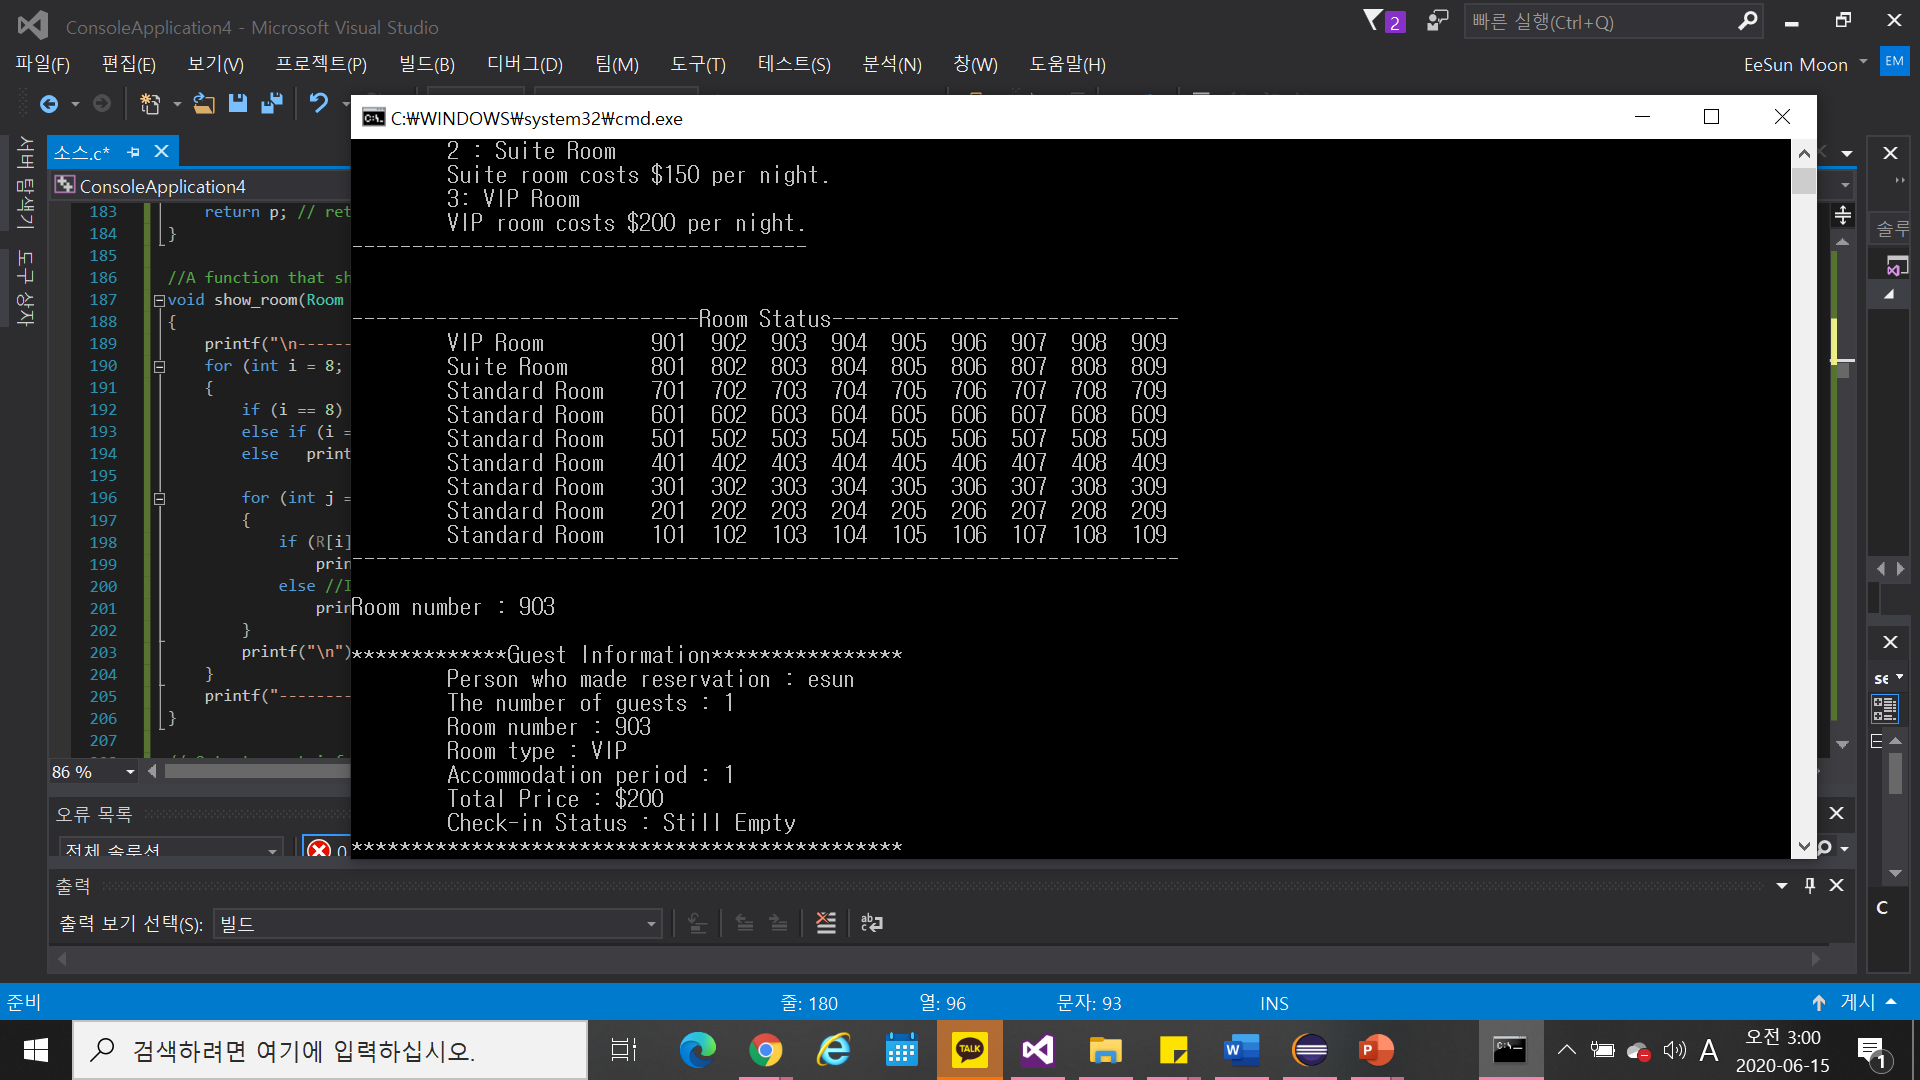 ConsoleApplication4 - Microsoft Visual Studio
2
빠른 실행(Ctrl+Q)
파일(F) 편집(E) 보기(V) 프로젝트(P) 빌드(B) 디버그(D) 팀(M) 도구(T) 테스트(S) 분석(N) 창(W) 도움말(H)
EeSun Moon
EM
C:₩WINDOWS₩system32₩cmd.exe
서버 탐색기
도구 상자
소스.c*
ConsoleApplication4
솔루
183 return p; // ret
184 }
185
186 //A function that sh
187 void show_room(Room
188 {
189 printf("\n-------
190 for (int i = 8;
191 {
192 if (i == 8)
193 else if (i =
194 else print
195
196 for (int j =
197 {
198 if (R[i]
199 prin
200 else //I
201 prin
202 }
203 printf("\n")
204 }
205 printf("--------
206 }
207
2 : Suite Room
Suite room costs $150 per night.
3: VIP Room
VIP room costs $200 per night.
--------------------------------------
-----------------------------Room Status-----------------------------
VIP Room 901 902 903 904 905 906 907 908 909
Suite Room 801 802 803 804 805 806 807 808 809
Standard Room 701 702 703 704 705 706 707 708 709
Standard Room 601 602 603 604 605 606 607 608 609
Standard Room 501 502 503 504 505 506 507 508 509
Standard Room 401 402 403 404 405 406 407 408 409
Standard Room 301 302 303 304 305 306 307 308 309
Standard Room 201 202 203 204 205 206 207 208 209
Standard Room 101 102 103 104 105 106 107 108 109
---------------------------------------------------------------------
Room number : 903
*************Guest Information****************
Person who made reservation : esun
The number of guests : 1
Room number : 903
Room type : VIP
Accommodation period : 1
Total Price : $200
Check-in Status : Still Empty
**********************************************
86 %
오류 목록
전체 솔루션
0
출력
출력 보기 선택(S): 빌드
C
준비
줄: 180
열: 96
문자: 93
INS
게시
검색하려면 여기에 입력하십시오.
TALK
A
오전 3:00
2020-06-15
1